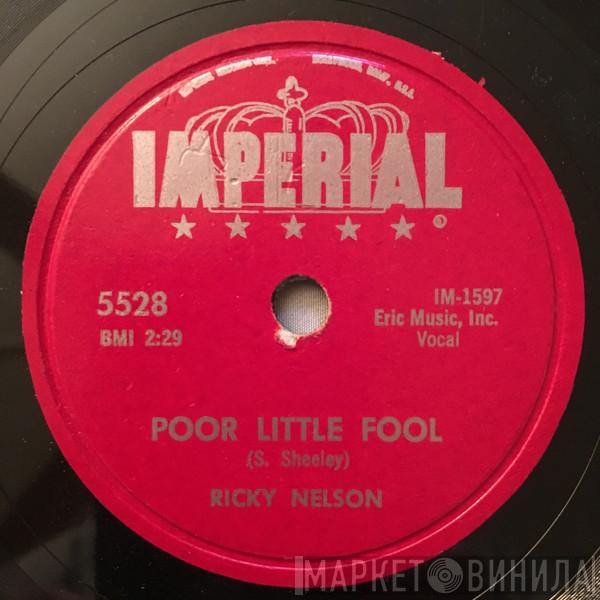 IMPERIAL
5528
BMI 2:29
IM-1597
Eric Music, Inc.
Vocal
POOR LITTLE FOOL
(S. Sheeley)
RICKY NELSON
МАРКЕТ ВИНИЛА